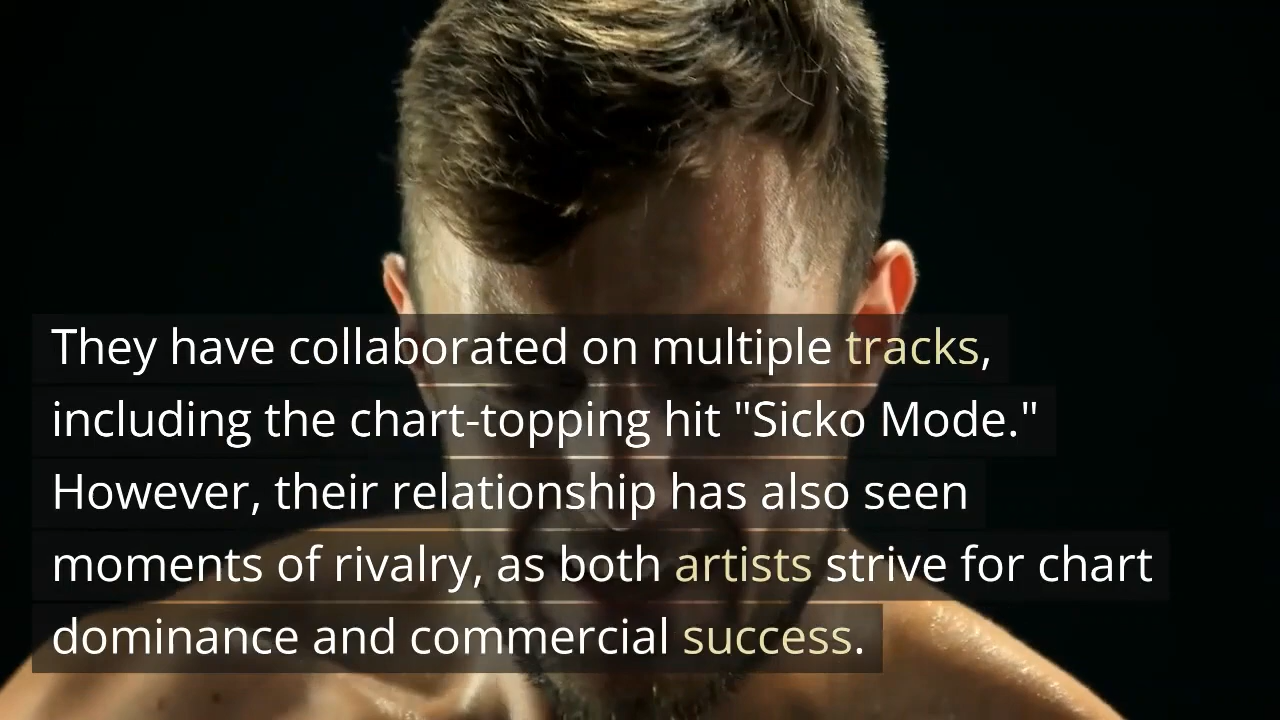 They have collaborated on multiple tracks,
including the chart-topping hit "Sicko Mode."
However, their relationship has also seen
moments of rivalry, as both artists strive for chart
dominance and commercial success.